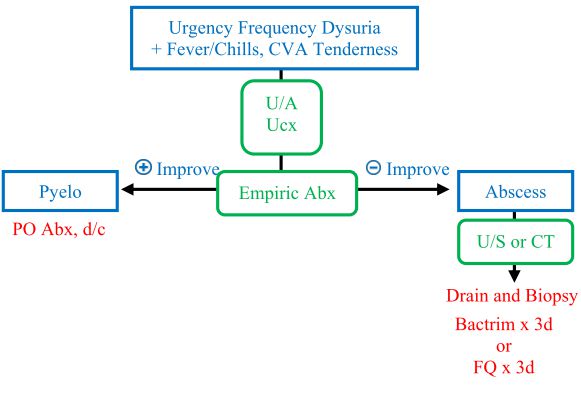 Urgency Frequency Dysuria
+ Fever/Chills, CVA Tenderness
U/A
Ucx
⊕ Improve
⊖ Improve
Pyelo
Empiric Abx
Abscess
PO Abx, d/c
U/S or CT
Drain and Biopsy
Bactrim x 3d
or
FQ x 3d